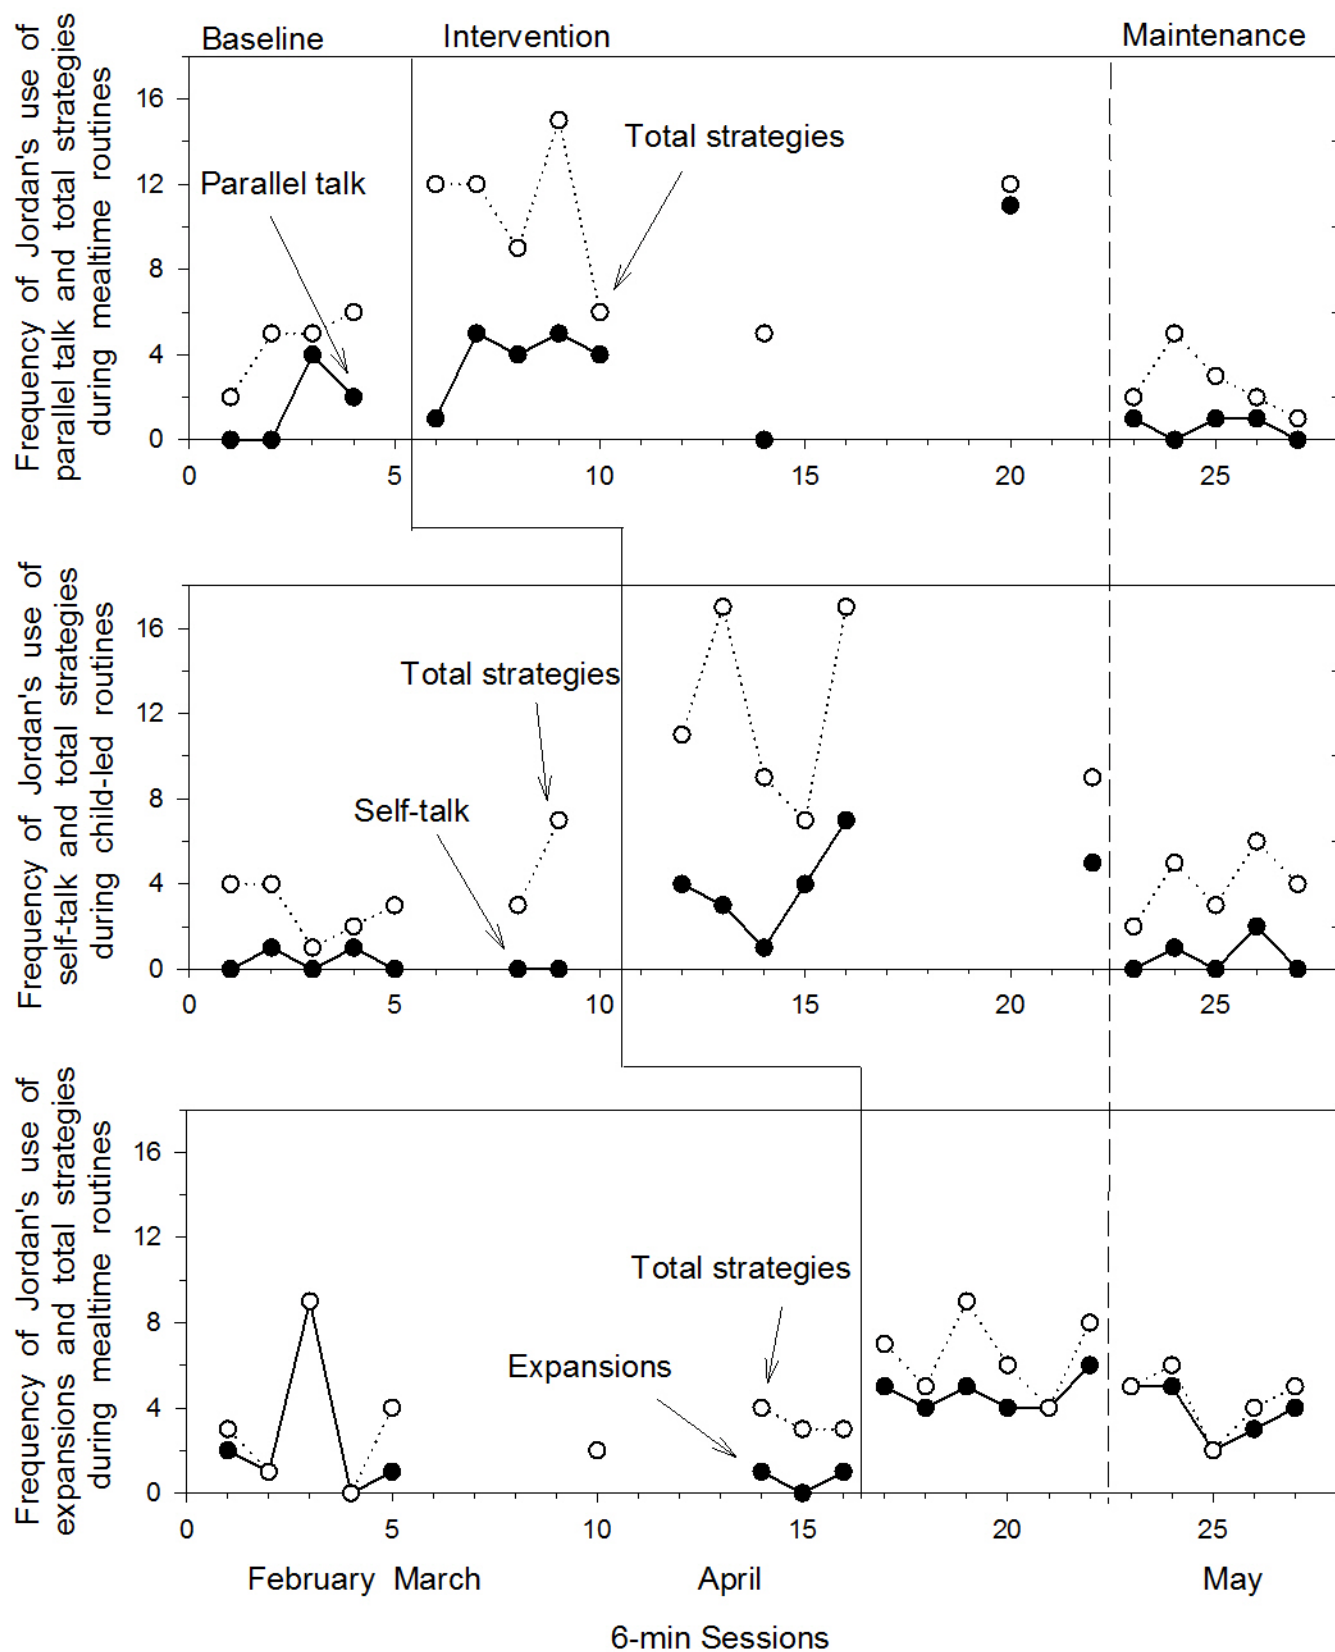 Baseline
Intervention
Maintenance
Frequency of Jordan's use of
parallel talk and total strategies
during mealtime routines
16
12
8
4
0
Parallel talk
Total strategies
0 5 10 15 20 25
Frequency of Jordan's use of
self-talk and total strategies
during child-led routines
16
12
8
4
0
Total strategies
Self-talk
0 5 10 15 20 25
Frequency of Jordan's use of
expansions and total strategies
during mealtime routines
16
12
8
4
0
Total strategies
Expansions
0 5 10 15 20 25
February March April May
6-min Sessions